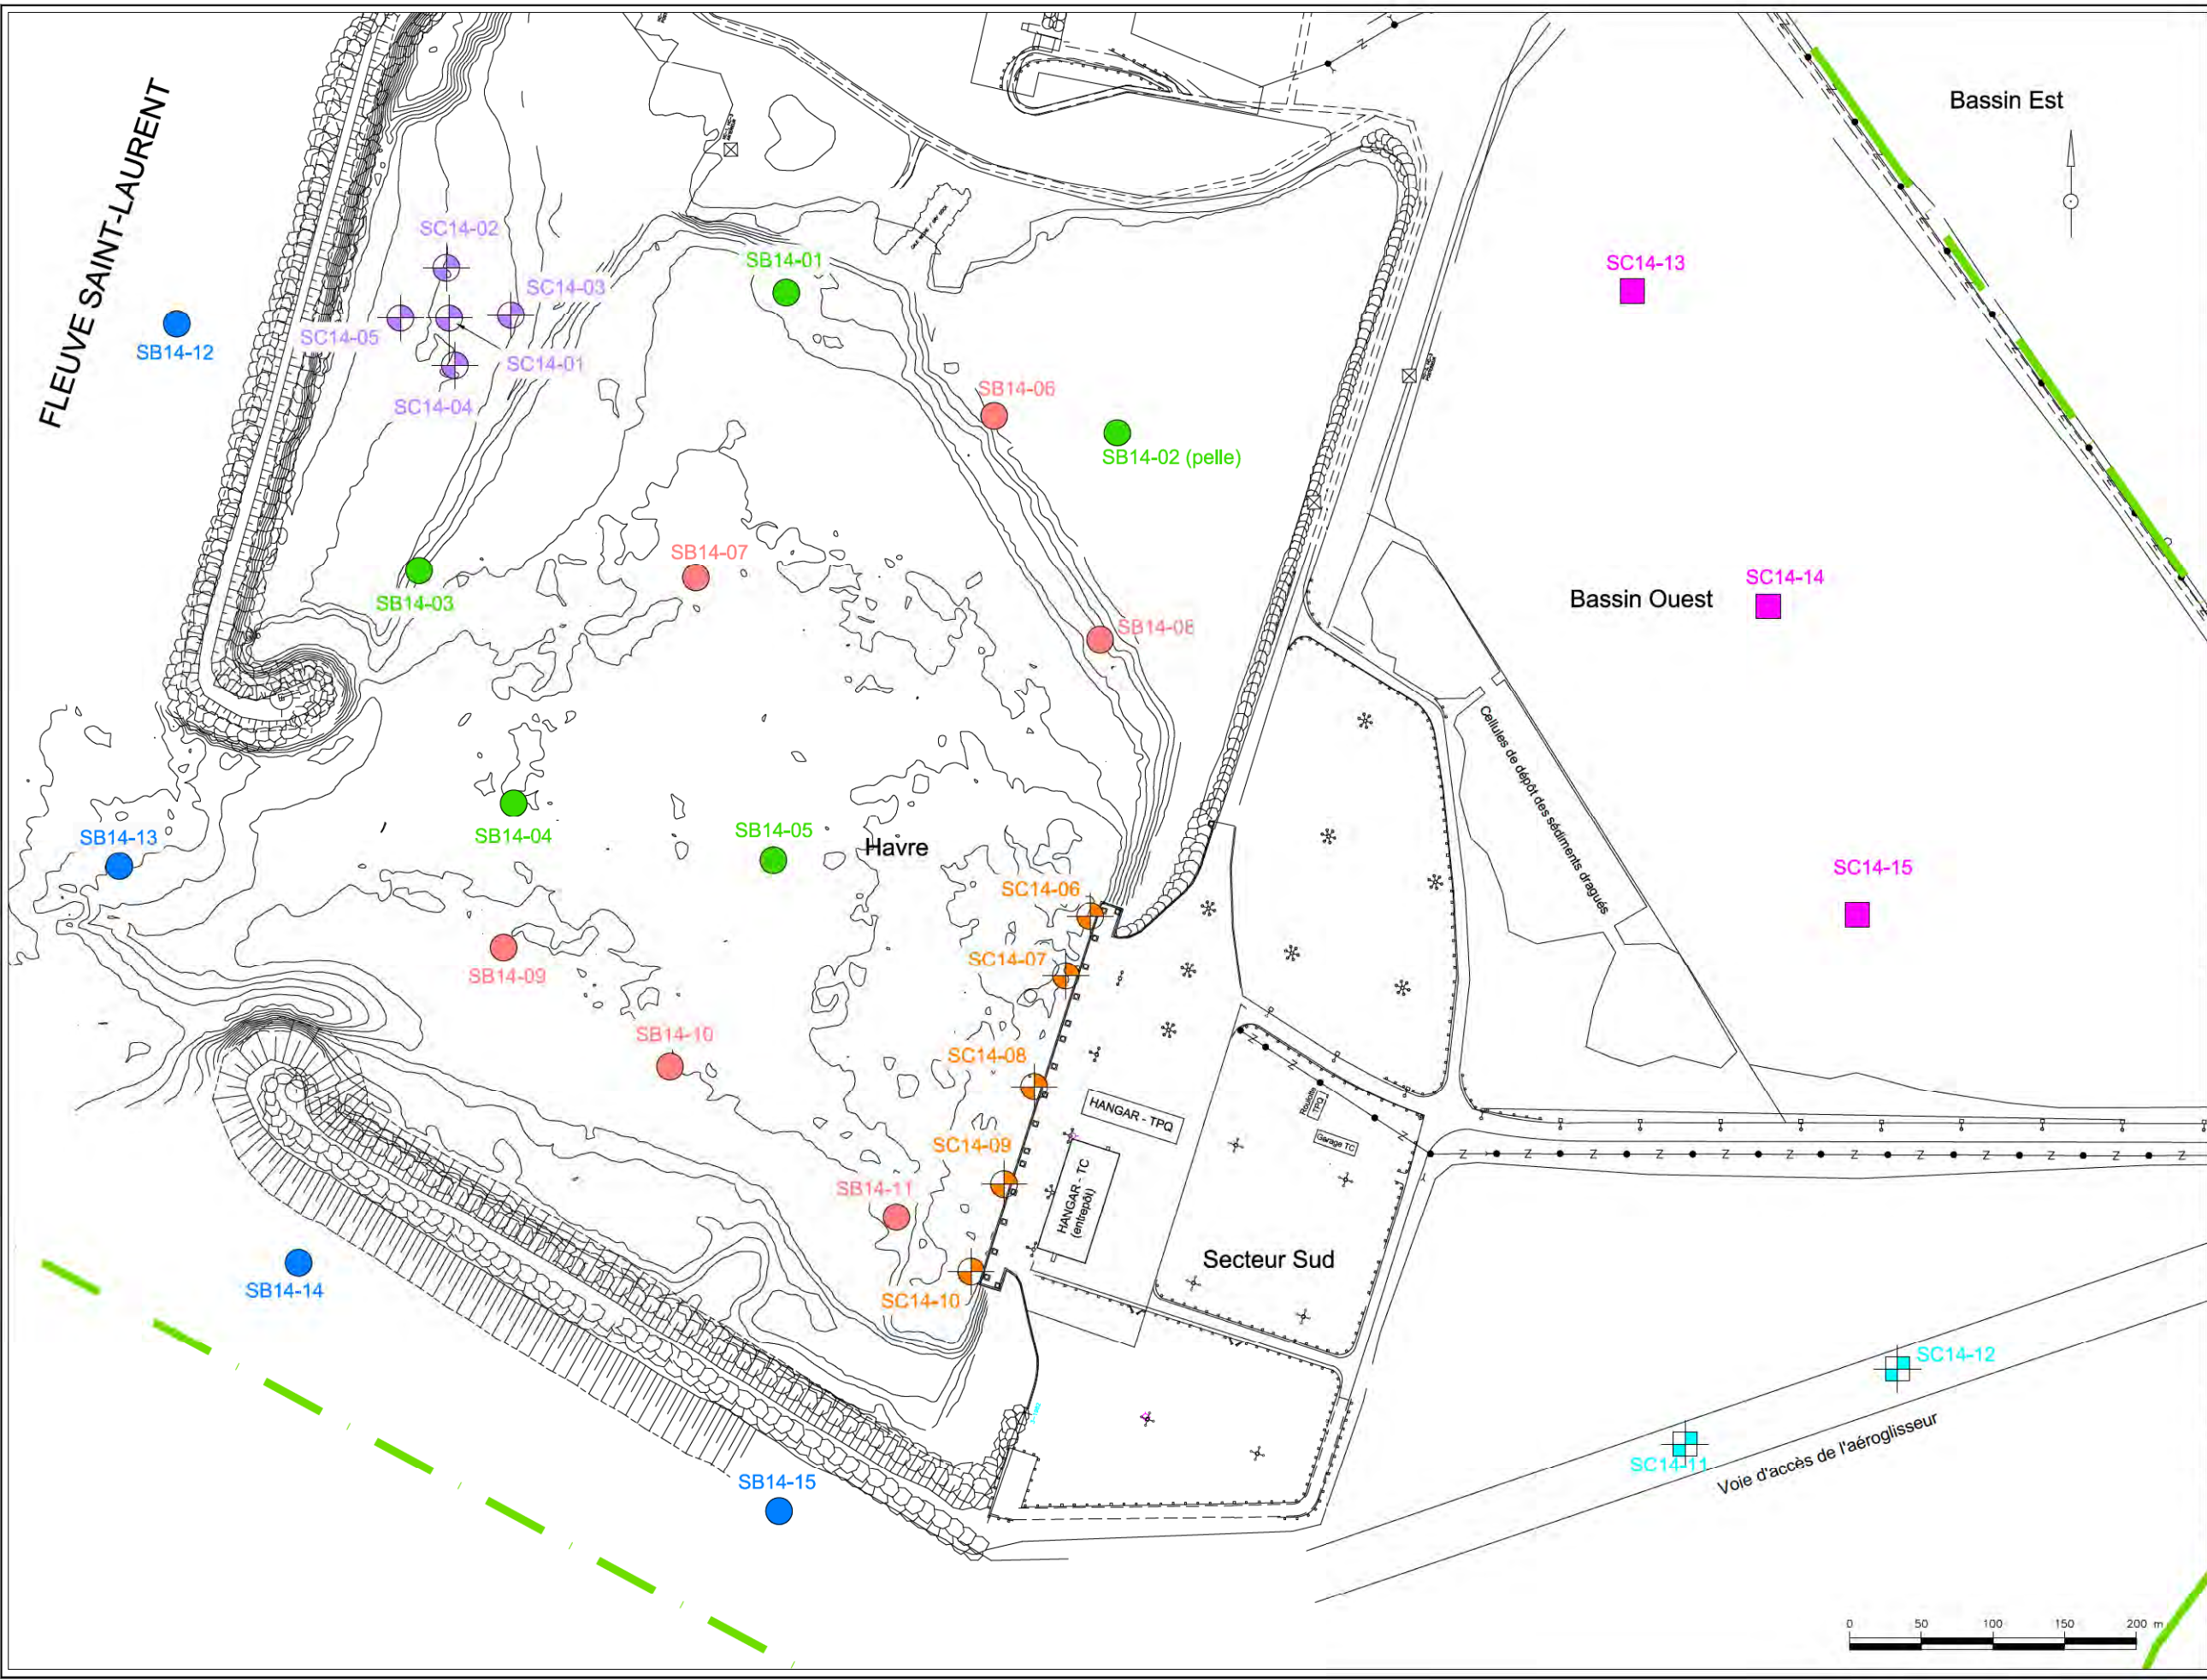 Bassin Est
FLEUVE SAINT-LAURENT
SC14-02
SB14-01
SC14-13
SC14-03
SB14-12
SC14-05
SC14-01
SC14-04
SB14-06
SB14-02 (pelle)
SB14-07
SC14-14
Bassin Ouest
SB14-03
SB14-08
Cellules de dépôt des sédiments dragués
SB14-04
SB14-05
SB14-13
Havre
SC14-15
SC14-06
SC14-07
SB14-09
SB14-10
SC14-08
HANGAR - TPQ
Roulotte
TPQ
Garage TC
SC14-09
HANGAR - TC
(entrepôt)
SB14-11
Secteur Sud
SB14-14
SC14-10
SC14-12
SC14-11
Voie d'accès de l'aéroglisseur
SB14-15
0 50 100 150 200 m